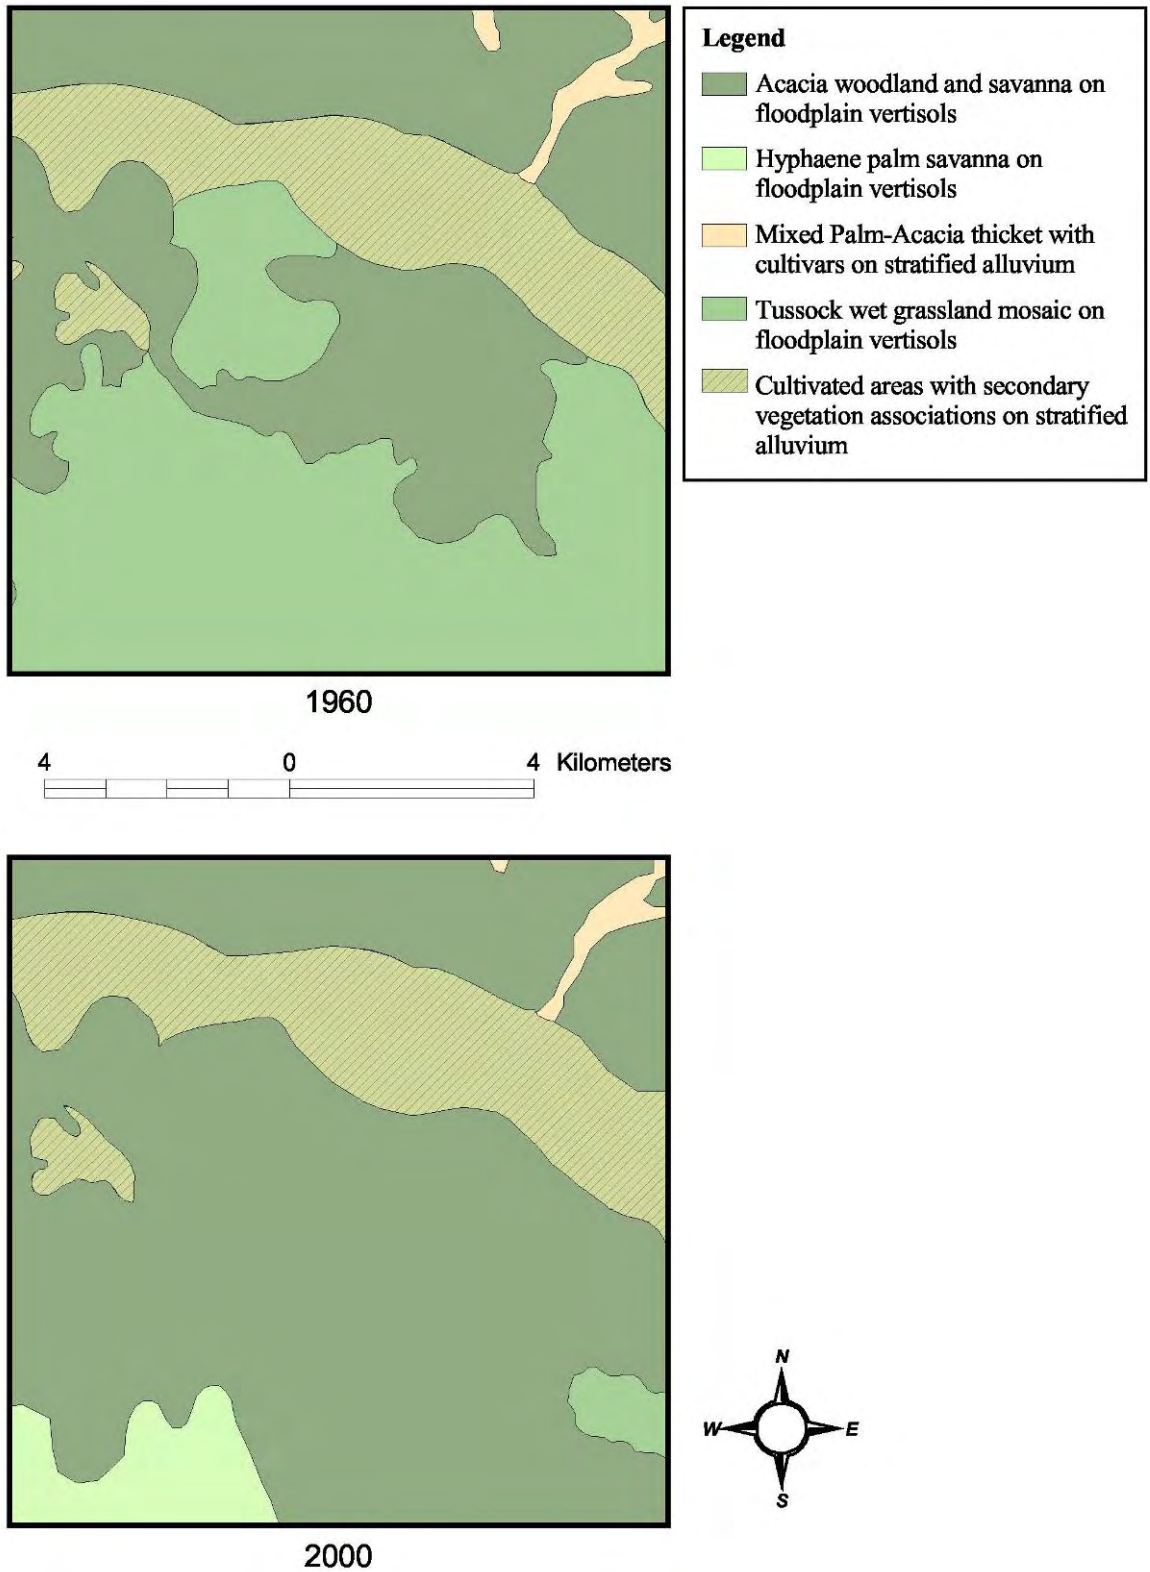 Legend
Acacia woodland and savanna on
floodplain vertisols
Hyphaene palm savanna on
floodplain vertisols
Mixed Palm-Acacia thicket with
cultivars on stratified alluvium
Tussock wet grassland mosaic on
floodplain vertisols
Cultivated areas with secondary
vegetation associations on stratified
alluvium
1960
4 0 4 Kilometers
N
W E
S
2000